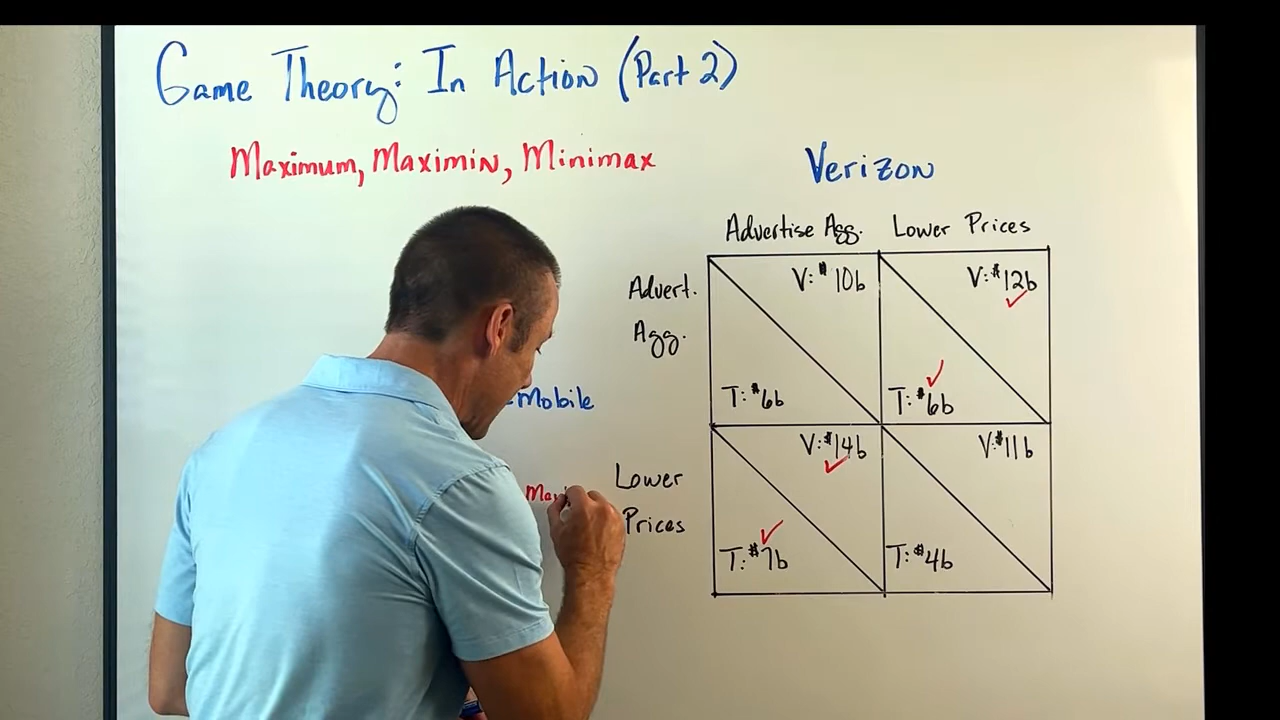 Game Theory: In Action (Part 2)
Maximum, Maximin, Minimax
Verizon
Advertise Agg. Lower Prices
Advert.
Agg.
V: $10b
V: $12b
T: $6b
T: $6b
-Mobile
Lower
Prices
V: $14b
V: $11b
T: $7b
T: $4b